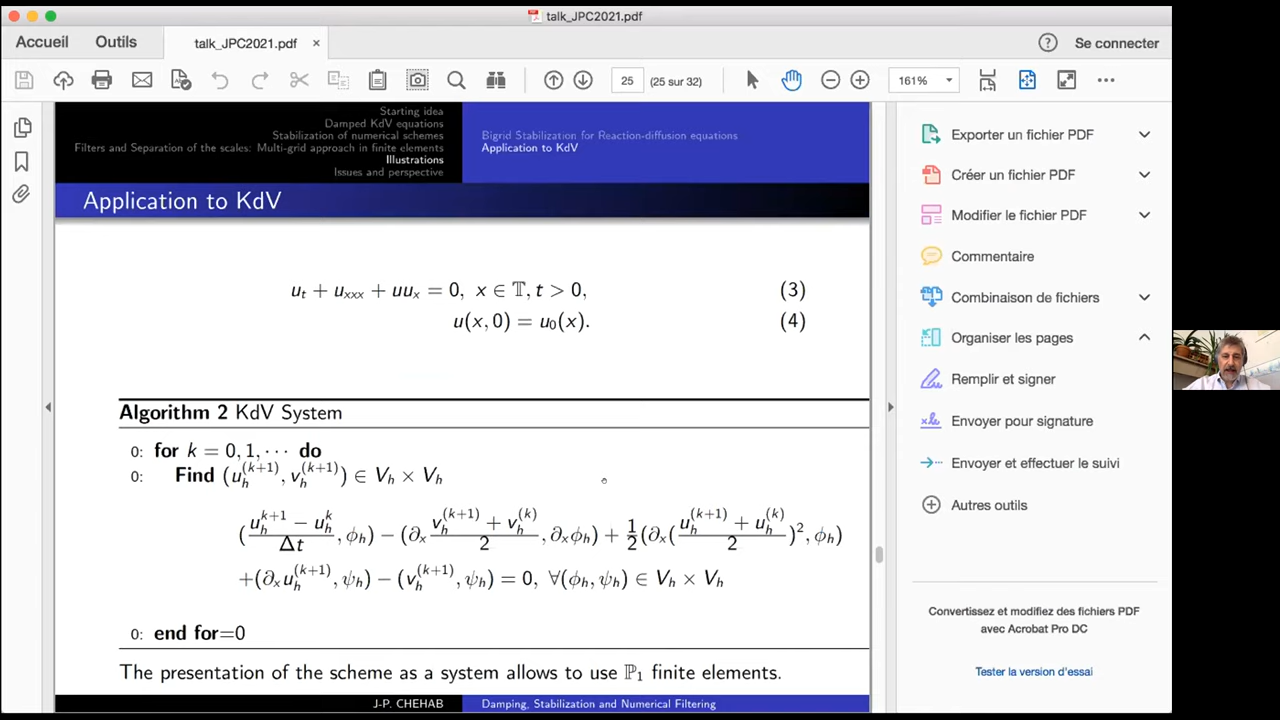 talk_JPC2021.pdf
Accueil Outils talk_JPC2021.pdf × ? Se connecter
25 (25 sur 32) 161%
Starting idea
Damped KdV equations
Stabilization of numerical schemes
Filters and Separation of the scales: Multi-grid approach in finite elements
Illustrations
Issues and perspective
Bigrid Stabilization for Reaction-diffusion equations
Application to KdV
Application to KdV
u_t + u_{xxx} + uu_x = 0, x ∈ 𝕋, t > 0, (3)
u(x, 0) = u_0(x). (4)
Algorithm 2 KdV System
0: for k = 0, 1, ⋯ do
0: Find (u_h^{(k+1)}, v_h^{(k+1)}) ∈ V_h × V_h
(\frac{u_h^{k+1} − u_h^k}{Δt}, ϕ_h) − (∂_x \frac{v_h^{(k+1)} + v_h^{(k)}}{2}, ∂_xϕ_h) + \frac{1}{2}(∂_x(\frac{u_h^{(k+1)} + u_h^{(k)}}{2})^2, ϕ_h)
+(∂_x u_h^{(k+1)}, ψ_h) − (v_h^{(k+1)}, ψ_h) = 0, ∀(ϕ_h, ψ_h) ∈ V_h × V_h
0: end for=0
The presentation of the scheme as a system allows to use ℙ_1 finite elements.
J-P. CHEHAB Damping, Stabilization and Numerical Filtering
Exporter un fichier PDF
Créer un fichier PDF
Modifier le fichier PDF
Commentaire
Combinaison de fichiers
Organiser les pages
Remplir et signer
Envoyer pour signature
Envoyer et effectuer le suivi
Autres outils
Convertissez et modifiez des fichiers PDF
avec Acrobat Pro DC
Tester la version d'essai